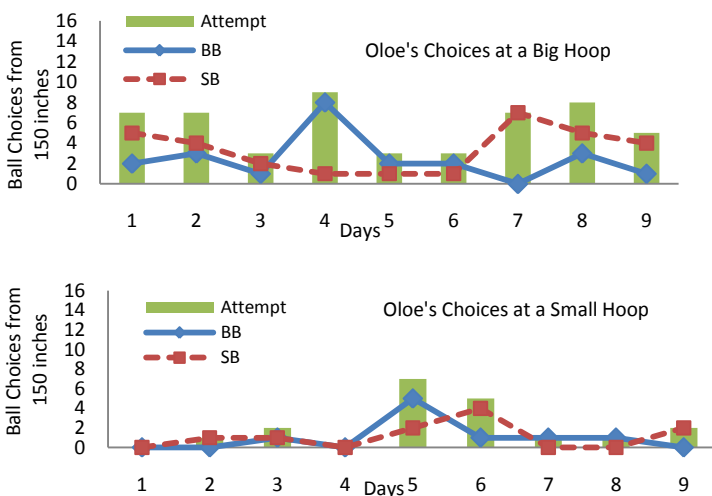 16
14
12
10
8
6
4
2
0
Ball Choices from
150 inches
Attempt
BB
SB
Oloe's Choices at a Big Hoop
1 2 3 4 5 6 7 8 9
Days
16
14
12
10
8
6
4
2
0
Ball Choices from
150 inches
Attempt
BB
SB
Oloe's Choices at a Small Hoop
1 2 3 4 5 6 7 8 9
Days